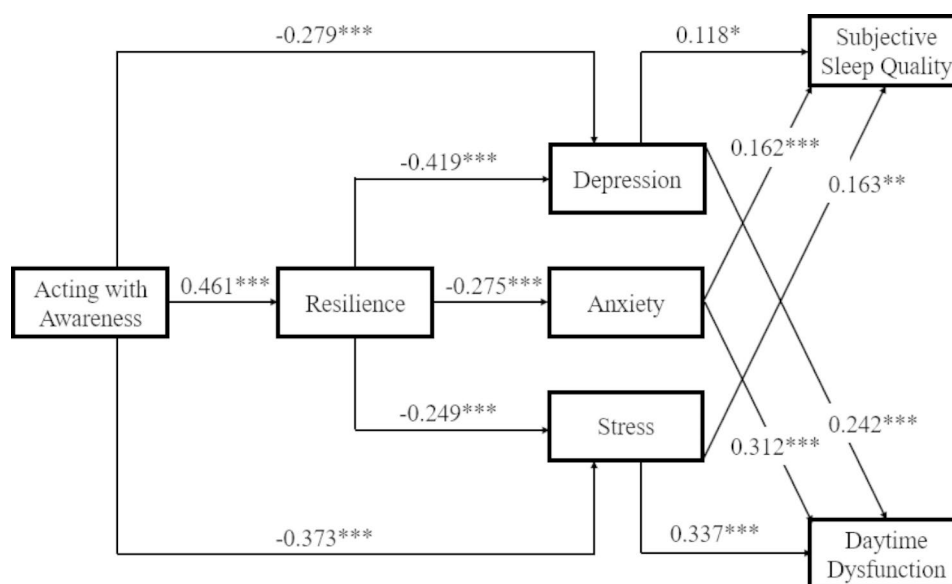 -0.279***
0.118*
Subjective
Sleep Quality
-0.419***
Depression
0.162***
0.163**
Acting with
Awareness
0.461***
Resilience
-0.275***
Anxiety
-0.249***
Stress
0.242***
0.312***
-0.373***
0.337***
Daytime
Dysfunction